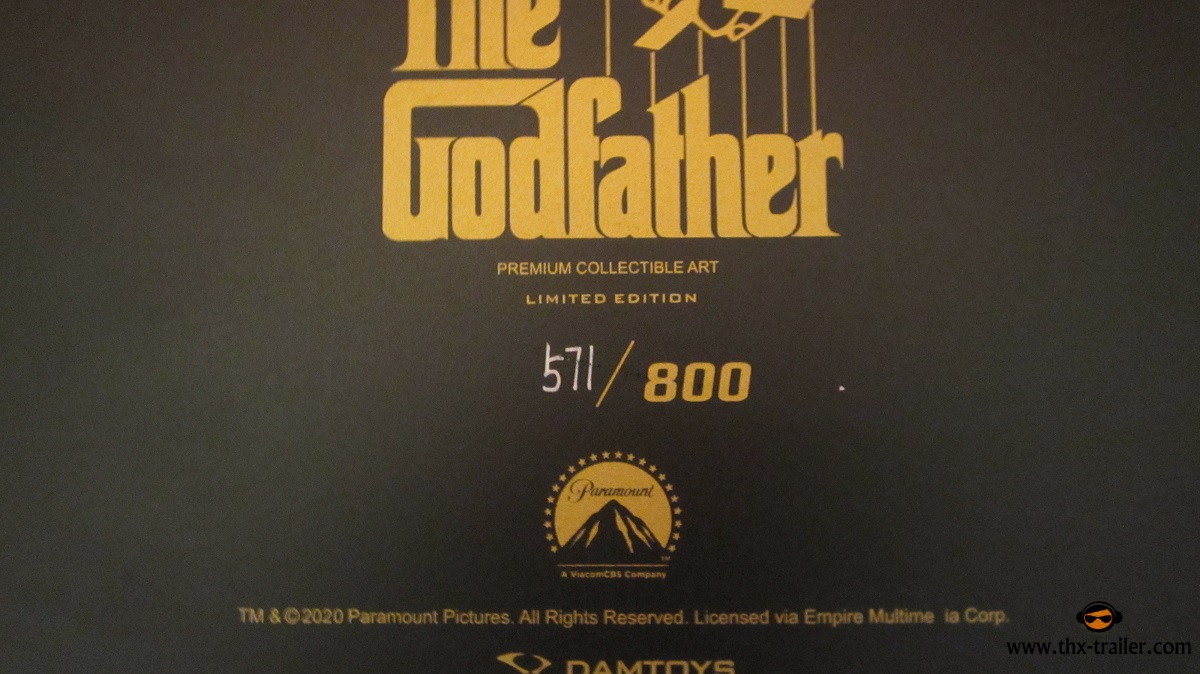 The
Godfather
PREMIUM COLLECTIBLE ART
LIMITED EDITION
571/800
Paramount
TM
A ViacomCBS Company
TM & ©2020 Paramount Pictures. All Rights Reserved. Licensed via Empire Multime ia Corp.
DAMTOYS
www.thx-trailer.com